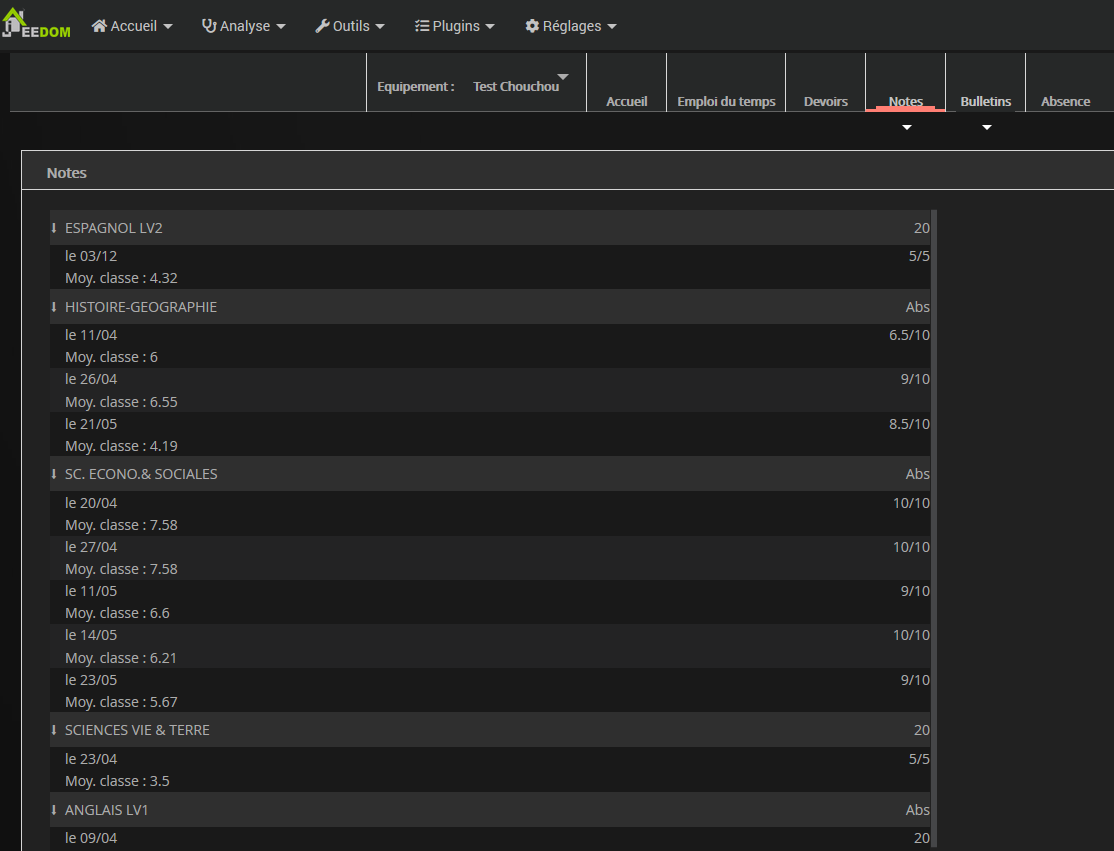 JEEDOM Accueil Analyse Outils Plugins Réglages
Equipement : Test Chouchou Accueil Emploi du temps Devoirs Notes Bulletins Absence
Notes
ESPAGNOL LV2 20
le 03/12 5/5
Moy. classe : 4.32
HISTOIRE-GEOGRAPHIE Abs
le 11/04 6.5/10
Moy. classe : 6
le 26/04 9/10
Moy. classe : 6.55
le 21/05 8.5/10
Moy. classe : 4.19
SC. ECONO.& SOCIALES Abs
le 20/04 10/10
Moy. classe : 7.58
le 27/04 10/10
Moy. classe : 7.58
le 11/05 9/10
Moy. classe : 6.6
le 14/05 10/10
Moy. classe : 6.21
le 23/05 9/10
Moy. classe : 5.67
SCIENCES VIE & TERRE 20
le 23/04 5/5
Moy. classe : 3.5
ANGLAIS LV1 Abs
le 09/04 20